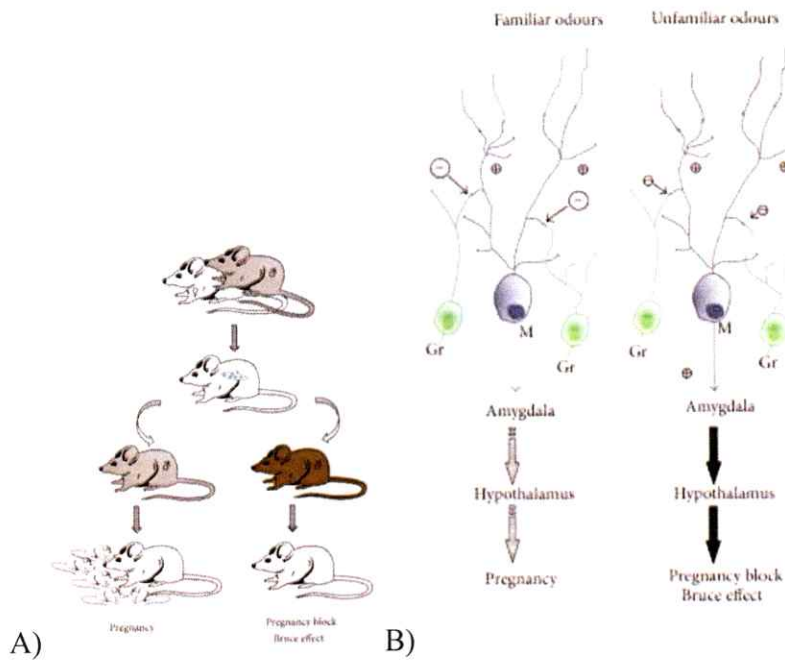 Familiar odours
Unfamiliar odours
Gr
M
Gr
Gr
M
Gr
Amygdala
Amygdala
Hypothalamus
Hypothalamus
Pregnancy
Pregnancy block
Bruce effect
Pregnancy
Pregnancy block
Bruce effect
A)
B)